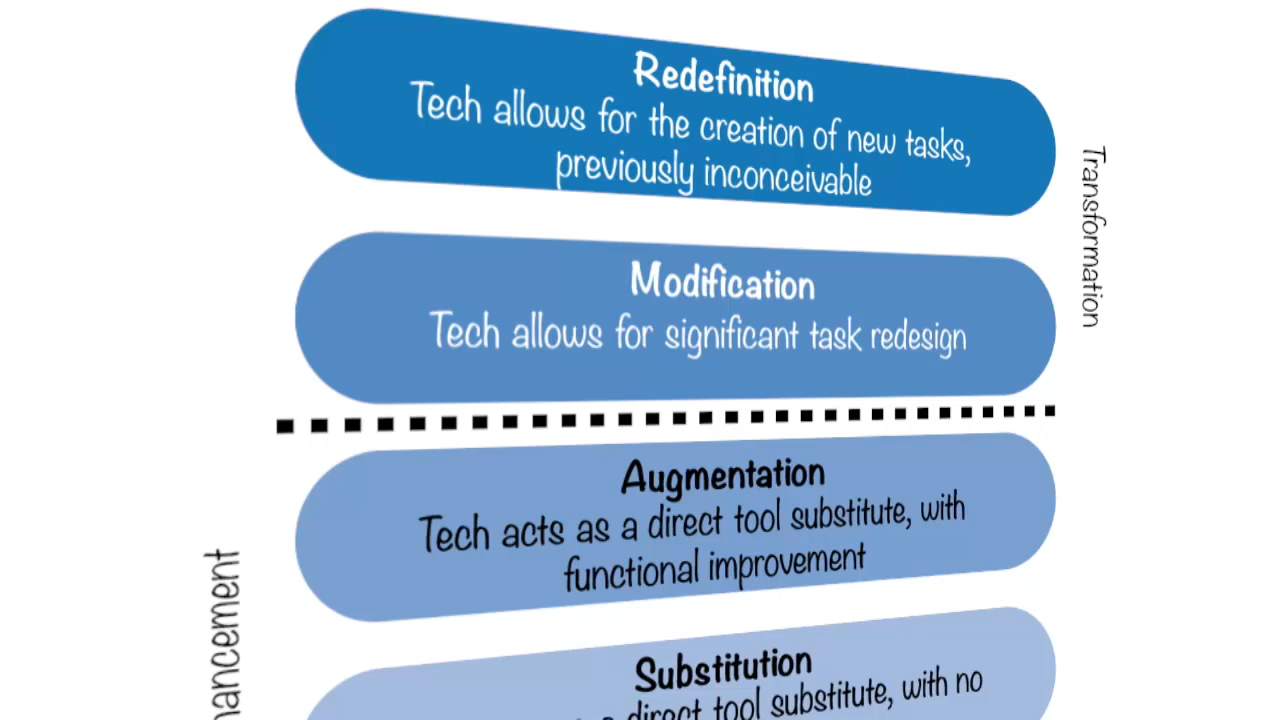 Redefinition
Tech allows for the creation of new tasks,
previously inconceivable
Transformation
Modification
Tech allows for significant task redesign
Augmentation
Tech acts as a direct tool substitute, with
functional improvement
Substitution
direct tool substitute, with no